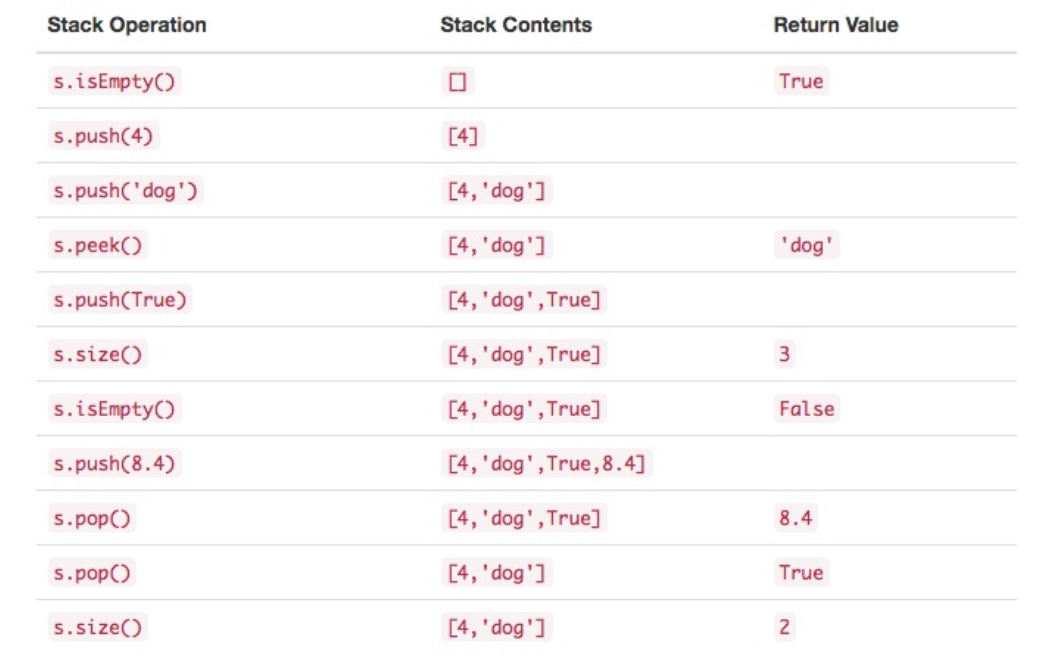 Stack Operation Stack Contents Return Value
s.isEmpty() [] True
s.push(4) [4]
s.push('dog') [4,'dog']
s.peek() [4,'dog'] 'dog'
s.push(True) [4,'dog',True]
s.size() [4,'dog',True] 3
s.isEmpty() [4,'dog',True] False
s.push(8.4) [4,'dog',True,8.4]
s.pop() [4,'dog',True] 8.4
s.pop() [4,'dog'] True
s.size() [4,'dog'] 2